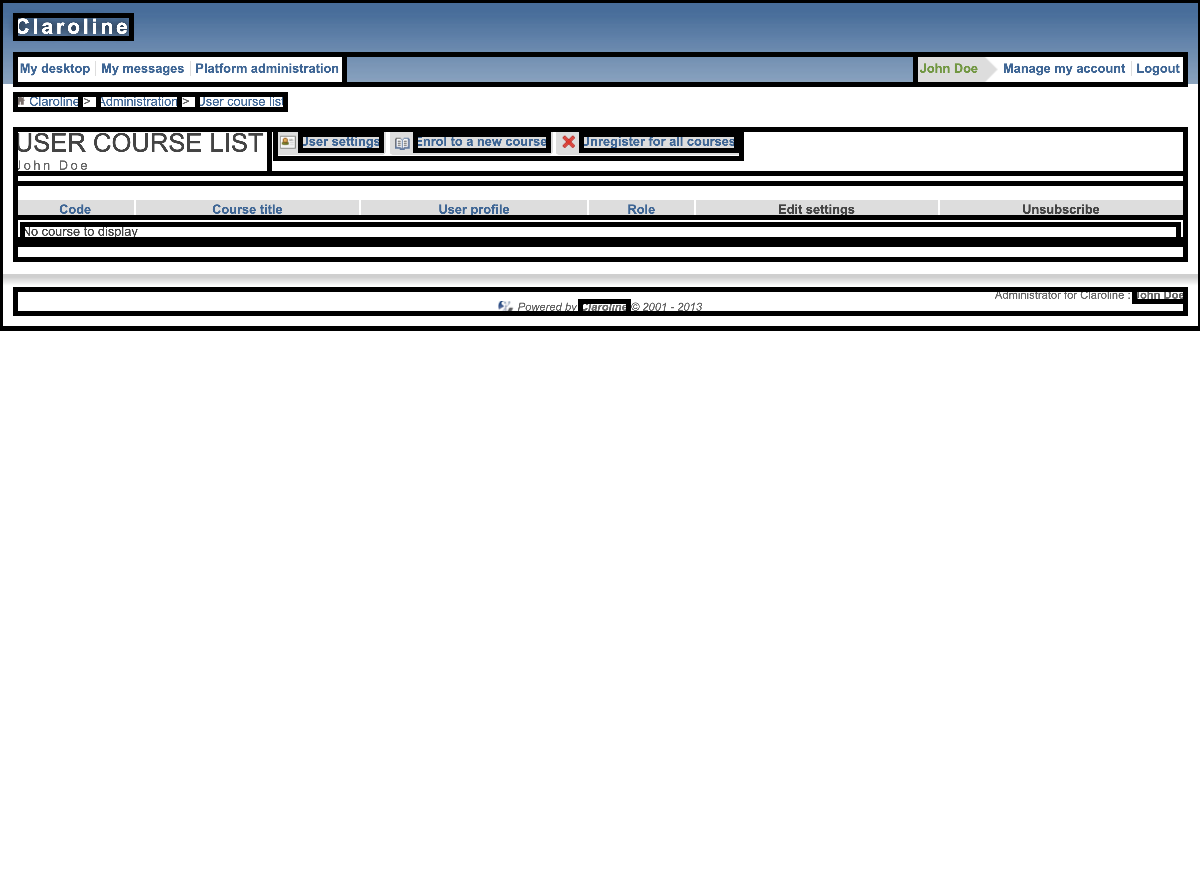 Claroline
My desktop My messages Platform administration John Doe Manage my account Logout
Claroline > Administration > User course list
USER COURSE LIST
John Doe
User settings Enrol to a new course Unregister for all courses
Code Course title User profile Role Edit settings Unsubscribe
No course to display
Administrator for Claroline : John Doe
Powered by Claroline © 2001 - 2013